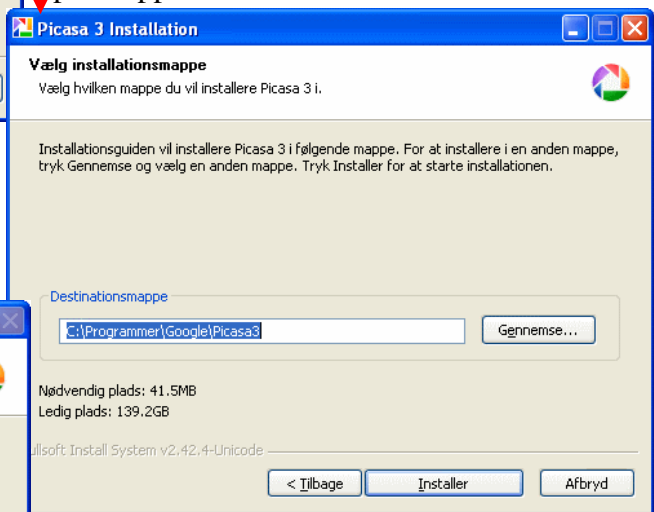 Picasa 3 Installation
Vælg installationsmappe
Vælg hvilken mappe du vil installere Picasa 3 i.
Installationsguiden vil installere Picasa 3 i følgende mappe. For at installere i en anden mappe,
tryk Gennemse og vælg en anden mappe. Tryk Installer for at starte installationen.
Destinationsmappe
C:\Programmer\Google\Picasa3
Gennemse...
Nødvendig plads: 41.5MB
Ledig plads: 139.2GB
ullsoft Install System v2.42.4-Unicode
< Tilbage
Installer
Afbryd